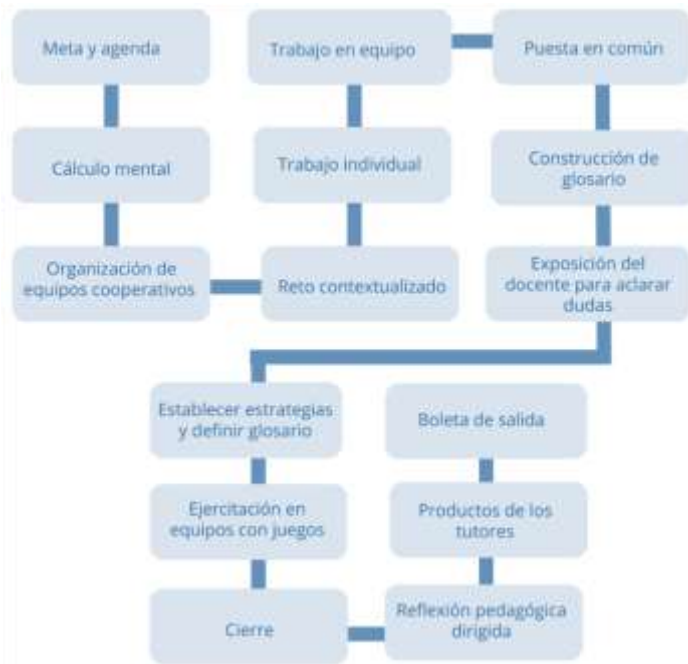 Meta y agenda
Cálculo mental
Organización de
equipos cooperativos
Reto contextualizado
Trabajo individual
Trabajo en equipo
Puesta en común
Construcción de
glosario
Exposición del
docente para aclarar
dudas
Establecer estrategias
y definir glosario
Ejercitación en
equipos con juegos
Cierre
Reflexión pedagógica
dirigida
Productos de los
tutores
Boleta de salida